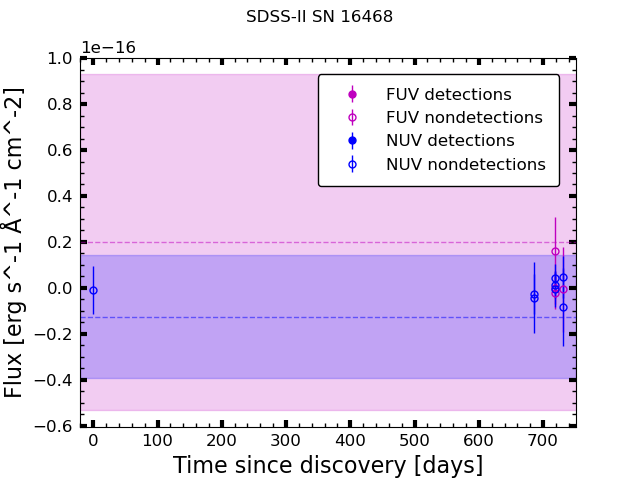 SDSS-II SN 16468
1e−16
1.0
0.8
0.6
0.4
0.2
0.0
−0.2
−0.4
−0.6
Flux [erg s^-1 Å^-1 cm^-2]
FUV detections
FUV nondetections
NUV detections
NUV nondetections
0 100 200 300 400 500 600 700
Time since discovery [days]